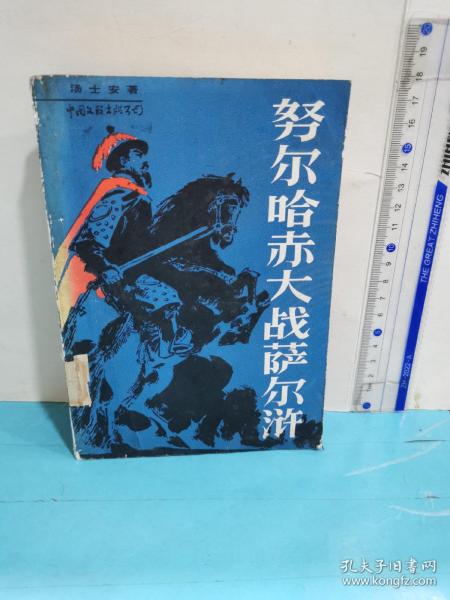 汤士安著
中国文联出版公司
努尔哈赤大战萨尔浒
THE GREAT ZHIHENG
孔夫子旧书网
www.kongfz.com